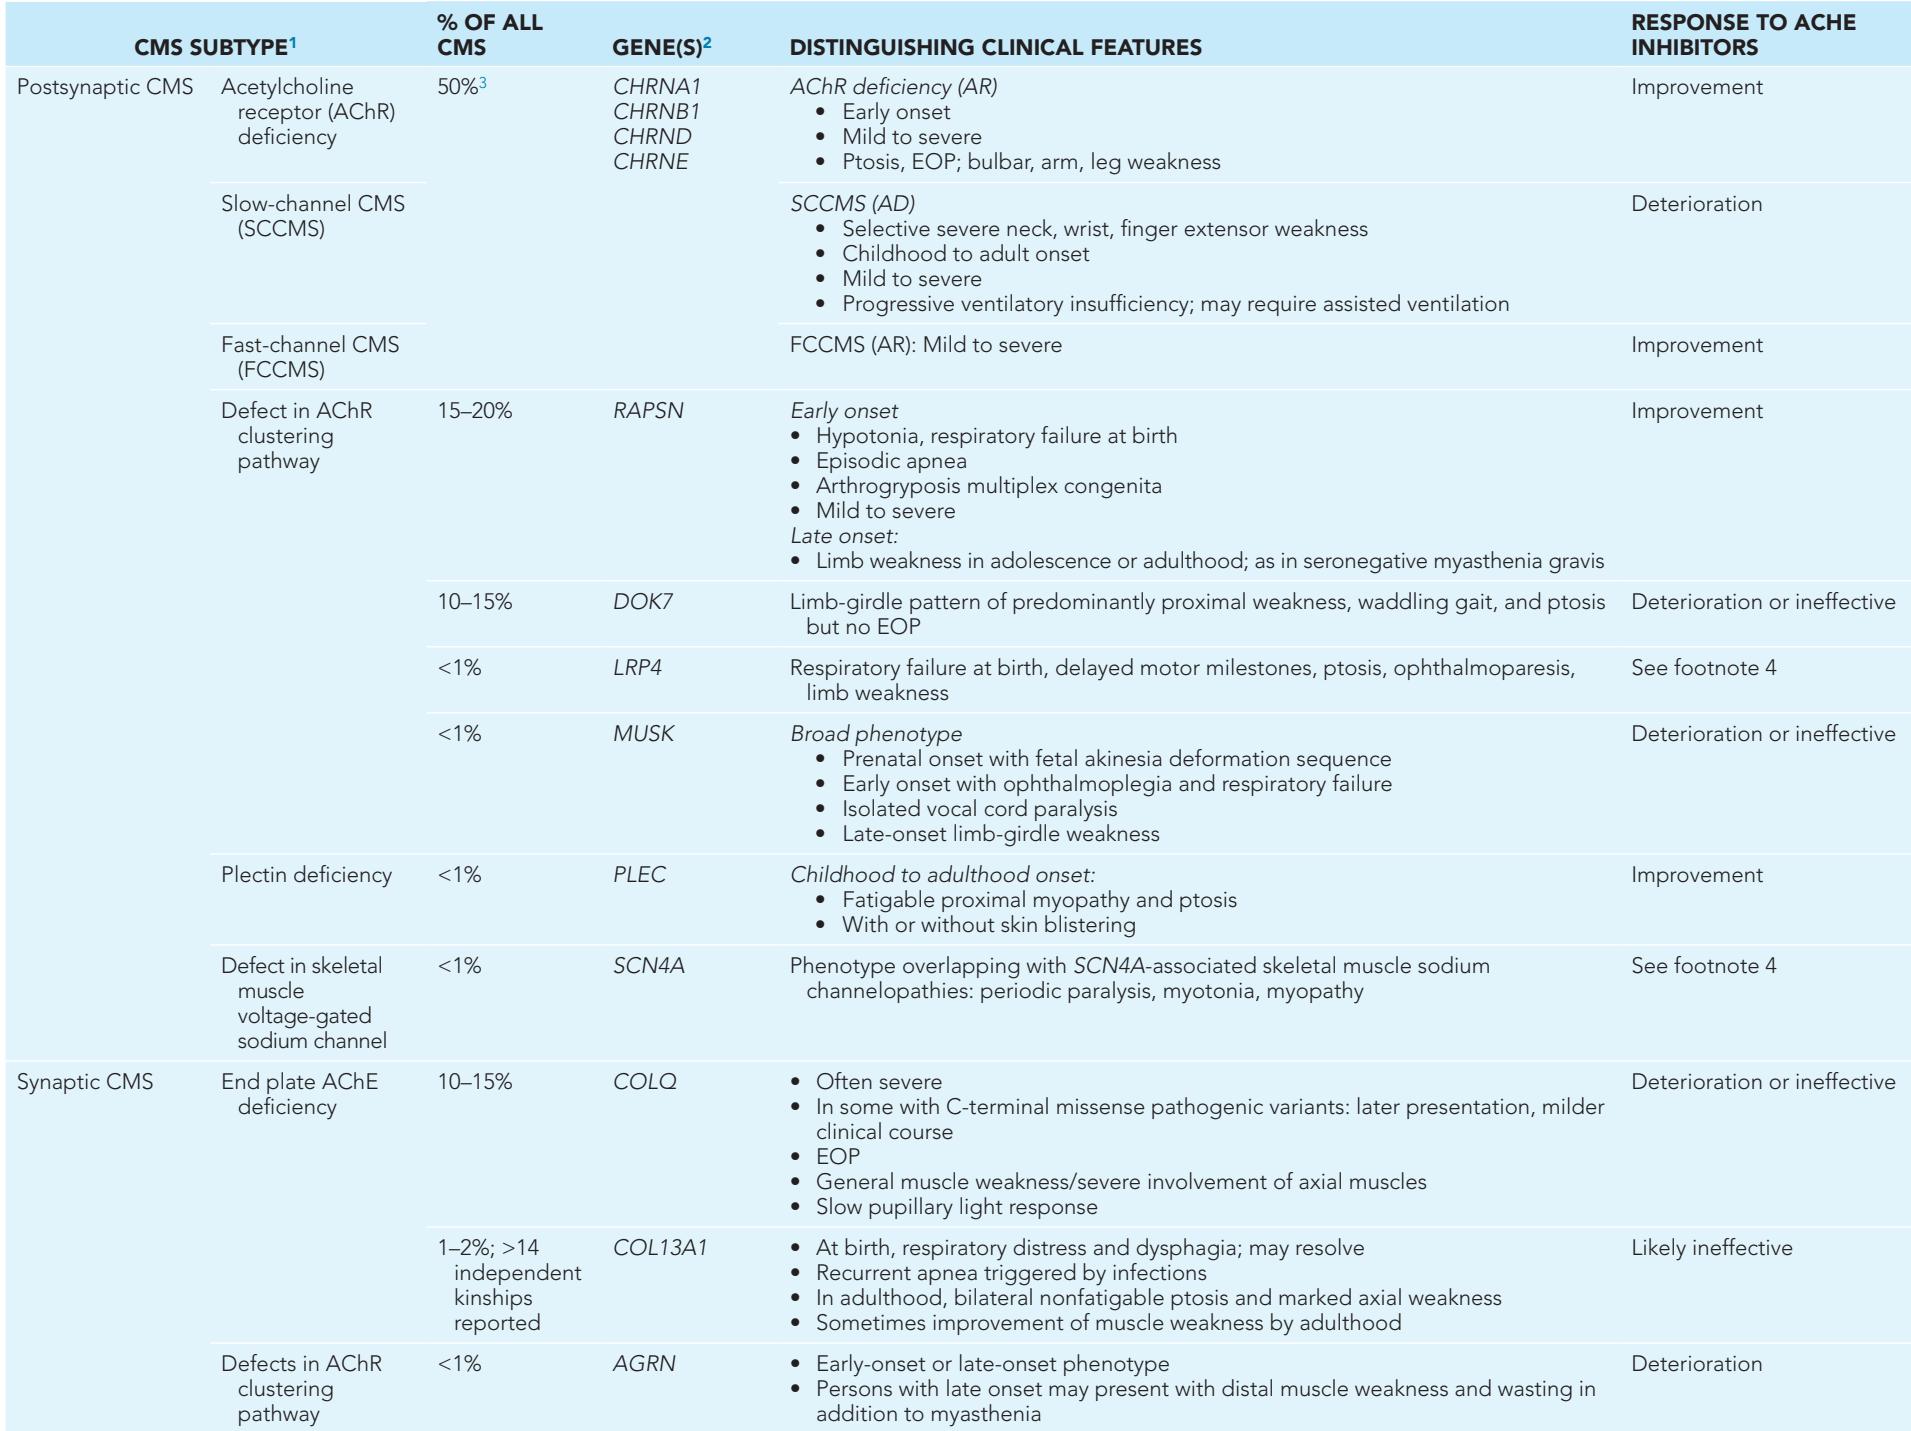 CMS SUBTYPE1
% OF ALL
CMS
GENE(S)2
DISTINGUISHING CLINICAL FEATURES
RESPONSE TO ACHE
INHIBITORS
Postsynaptic CMS
Acetylcholine
receptor (AChR)
deficiency
50%3
CHRNA1
CHRNB1
CHRND
CHRNE
AChR deficiency (AR)
• Early onset
• Mild to severe
• Ptosis, EOP; bulbar, arm, leg weakness
Improvement
Slow-channel CMS
(SCCMS)
SCCMS (AD)
• Selective severe neck, wrist, finger extensor weakness
• Childhood to adult onset
• Mild to severe
• Progressive ventilatory insufficiency; may require assisted ventilation
Deterioration
Fast-channel CMS
(FCCMS)
FCCMS (AR): Mild to severe
Improvement
Defect in AChR
clustering
pathway
15–20%
RAPSN
Early onset
• Hypotonia, respiratory failure at birth
• Episodic apnea
• Arthrogryposis multiplex congenita
• Mild to severe
Late onset:
• Limb weakness in adolescence or adulthood; as in seronegative myasthenia gravis
Improvement
10–15%
DOK7
Limb-girdle pattern of predominantly proximal weakness, waddling gait, and ptosis
but no EOP
Deterioration or ineffective
<1%
LRP4
Respiratory failure at birth, delayed motor milestones, ptosis, ophthalmoparesis,
limb weakness
See footnote 4
<1%
MUSK
Broad phenotype
• Prenatal onset with fetal akinesia deformation sequence
• Early onset with ophthalmoplegia and respiratory failure
• Isolated vocal cord paralysis
• Late-onset limb-girdle weakness
Deterioration or ineffective
Plectin deficiency
<1%
PLEC
Childhood to adulthood onset:
• Fatigable proximal myopathy and ptosis
• With or without skin blistering
Improvement
Defect in skeletal
muscle
voltage-gated
sodium channel
<1%
SCN4A
Phenotype overlapping with SCN4A-associated skeletal muscle sodium
channelopathies: periodic paralysis, myotonia, myopathy
See footnote 4
Synaptic CMS
End plate AChE
deficiency
10–15%
COLQ
• Often severe
• In some with C-terminal missense pathogenic variants: later presentation, milder
clinical course
• EOP
• General muscle weakness/severe involvement of axial muscles
• Slow pupillary light response
Deterioration or ineffective
1–2%; >14
independent
kinships
reported
COL13A1
• At birth, respiratory distress and dysphagia; may resolve
• Recurrent apnea triggered by infections
• In adulthood, bilateral nonfatigable ptosis and marked axial weakness
• Sometimes improvement of muscle weakness by adulthood
Likely ineffective
Defects in AChR
clustering
pathway
<1%
AGRN
• Early-onset or late-onset phenotype
• Persons with late onset may present with distal muscle weakness and wasting in
addition to myasthenia
Deterioration